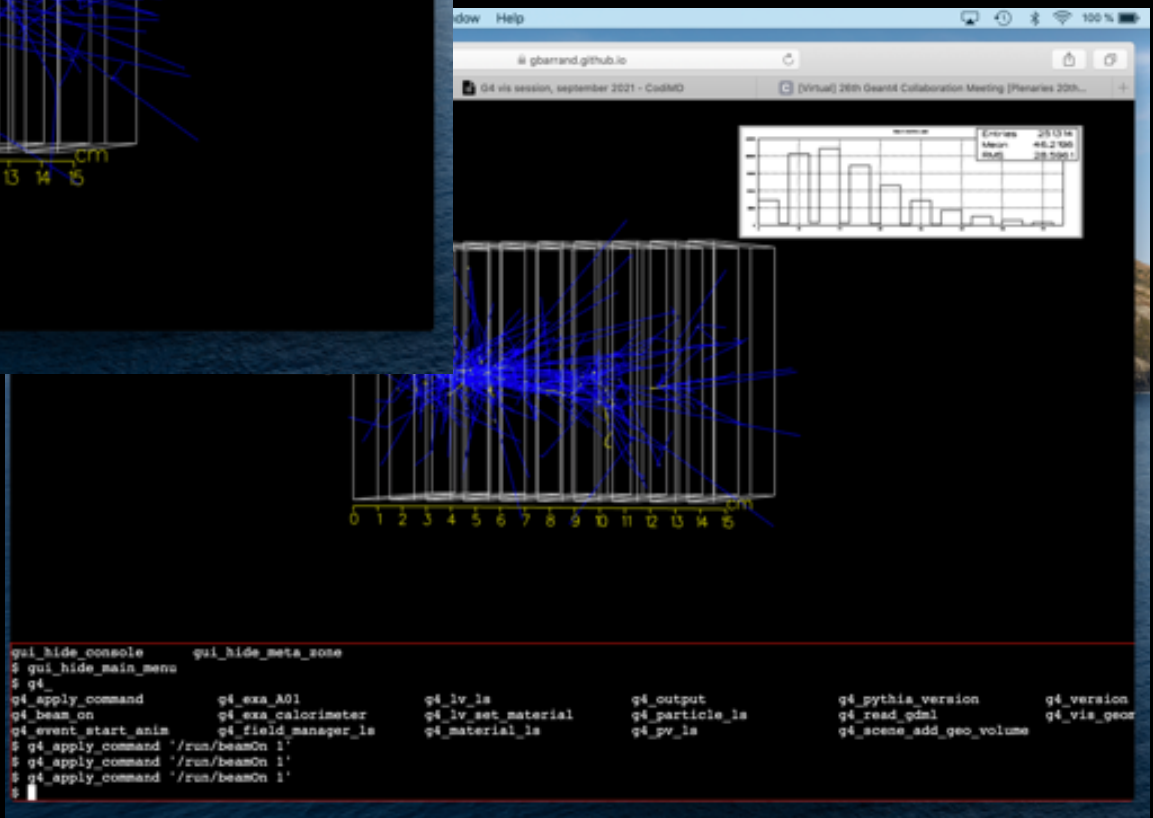 dow Help 100 %
gbarrand.github.io
G4 vis session, september 2021 - CodiMD [Virtual] 26th Geant4 Collaboration Meeting [Plenaries 20th...
cm
13 14 15
Entries 251314
Mean 46.2198
RMS 28.5961
cm
0 1 2 3 4 5 6 7 8 9 10 11 12 13 14 15
gui_hide_console gui_hide_meta_zone
$ gui_hide_main_menu
$ g4_
g4_apply_command g4_exa_A01 g4_lv_ls g4_output g4_pythia_version g4_version
g4_beam_on g4_exa_calorimeter g4_lv_set_material g4_particle_ls g4_read_gdml g4_vis_geom
g4_event_start_anim g4_field_manager_ls g4_material_ls g4_pv_ls g4_scene_add_geo_volume
$ g4_apply_command '/run/beamOn 1'
$ g4_apply_command '/run/beamOn 1'
$ g4_apply_command '/run/beamOn 1'
$